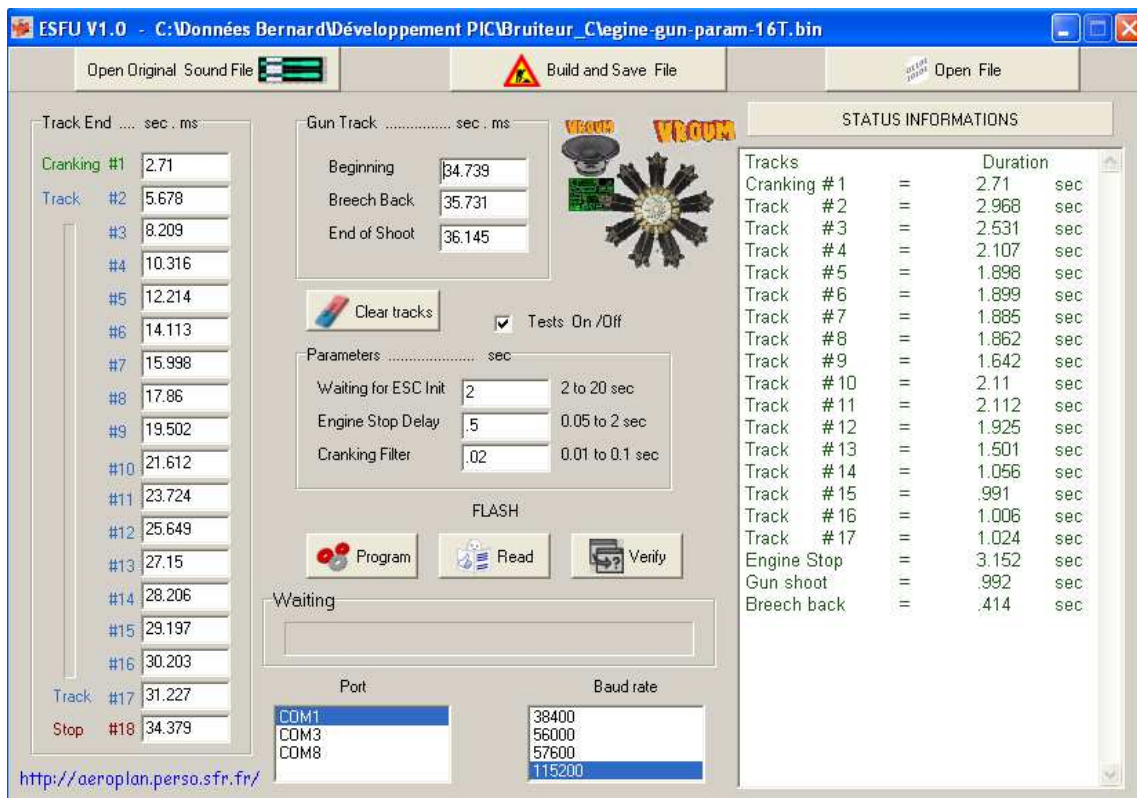 ESFU V1.0 - C:\Données Bernard\Développement PIC\Bruiteur_C\egine-gun-param-16T.bin
Open Original Sound File
Build and Save File
Open File
Track End .... sec . ms
Cranking #1 2.71
Track #2 5.678
#3 8.209
#4 10.316
#5 12.214
#6 14.113
#7 15.998
#8 17.86
#9 19.502
#10 21.612
#11 23.724
#12 25.649
#13 27.15
#14 28.206
#15 29.197
#16 30.203
Track #17 31.227
Stop #18 34.379
http://aeroplan.perso.sfr.fr/
Gun Track ............... sec . ms
Beginning 34.739
Breech Back 35.731
End of Shoot 36.145
VROUM VROUM
Clear tracks
Tests On /Off
Parameters ..................... sec
Waiting for ESC Init 2 2 to 20 sec
Engine Stop Delay .5 0.05 to 2 sec
Cranking Filter .02 0.01 to 0.1 sec
FLASH
Program
Read
Verify
Waiting
Port
COM1
COM3
COM8
Baud rate
38400
56000
57600
115200
STATUS INFORMATIONS
Tracks Duration
Cranking # 1 = 2.71 sec
Track # 2 = 2.968 sec
Track # 3 = 2.531 sec
Track # 4 = 2.107 sec
Track # 5 = 1.898 sec
Track # 6 = 1.899 sec
Track # 7 = 1.885 sec
Track # 8 = 1.862 sec
Track # 9 = 1.642 sec
Track # 10 = 2.11 sec
Track # 11 = 2.112 sec
Track # 12 = 1.925 sec
Track # 13 = 1.501 sec
Track # 14 = 1.056 sec
Track # 15 = .991 sec
Track # 16 = 1.006 sec
Track # 17 = 1.024 sec
Engine Stop = 3.152 sec
Gun shoot = .992 sec
Breech back = .414 sec